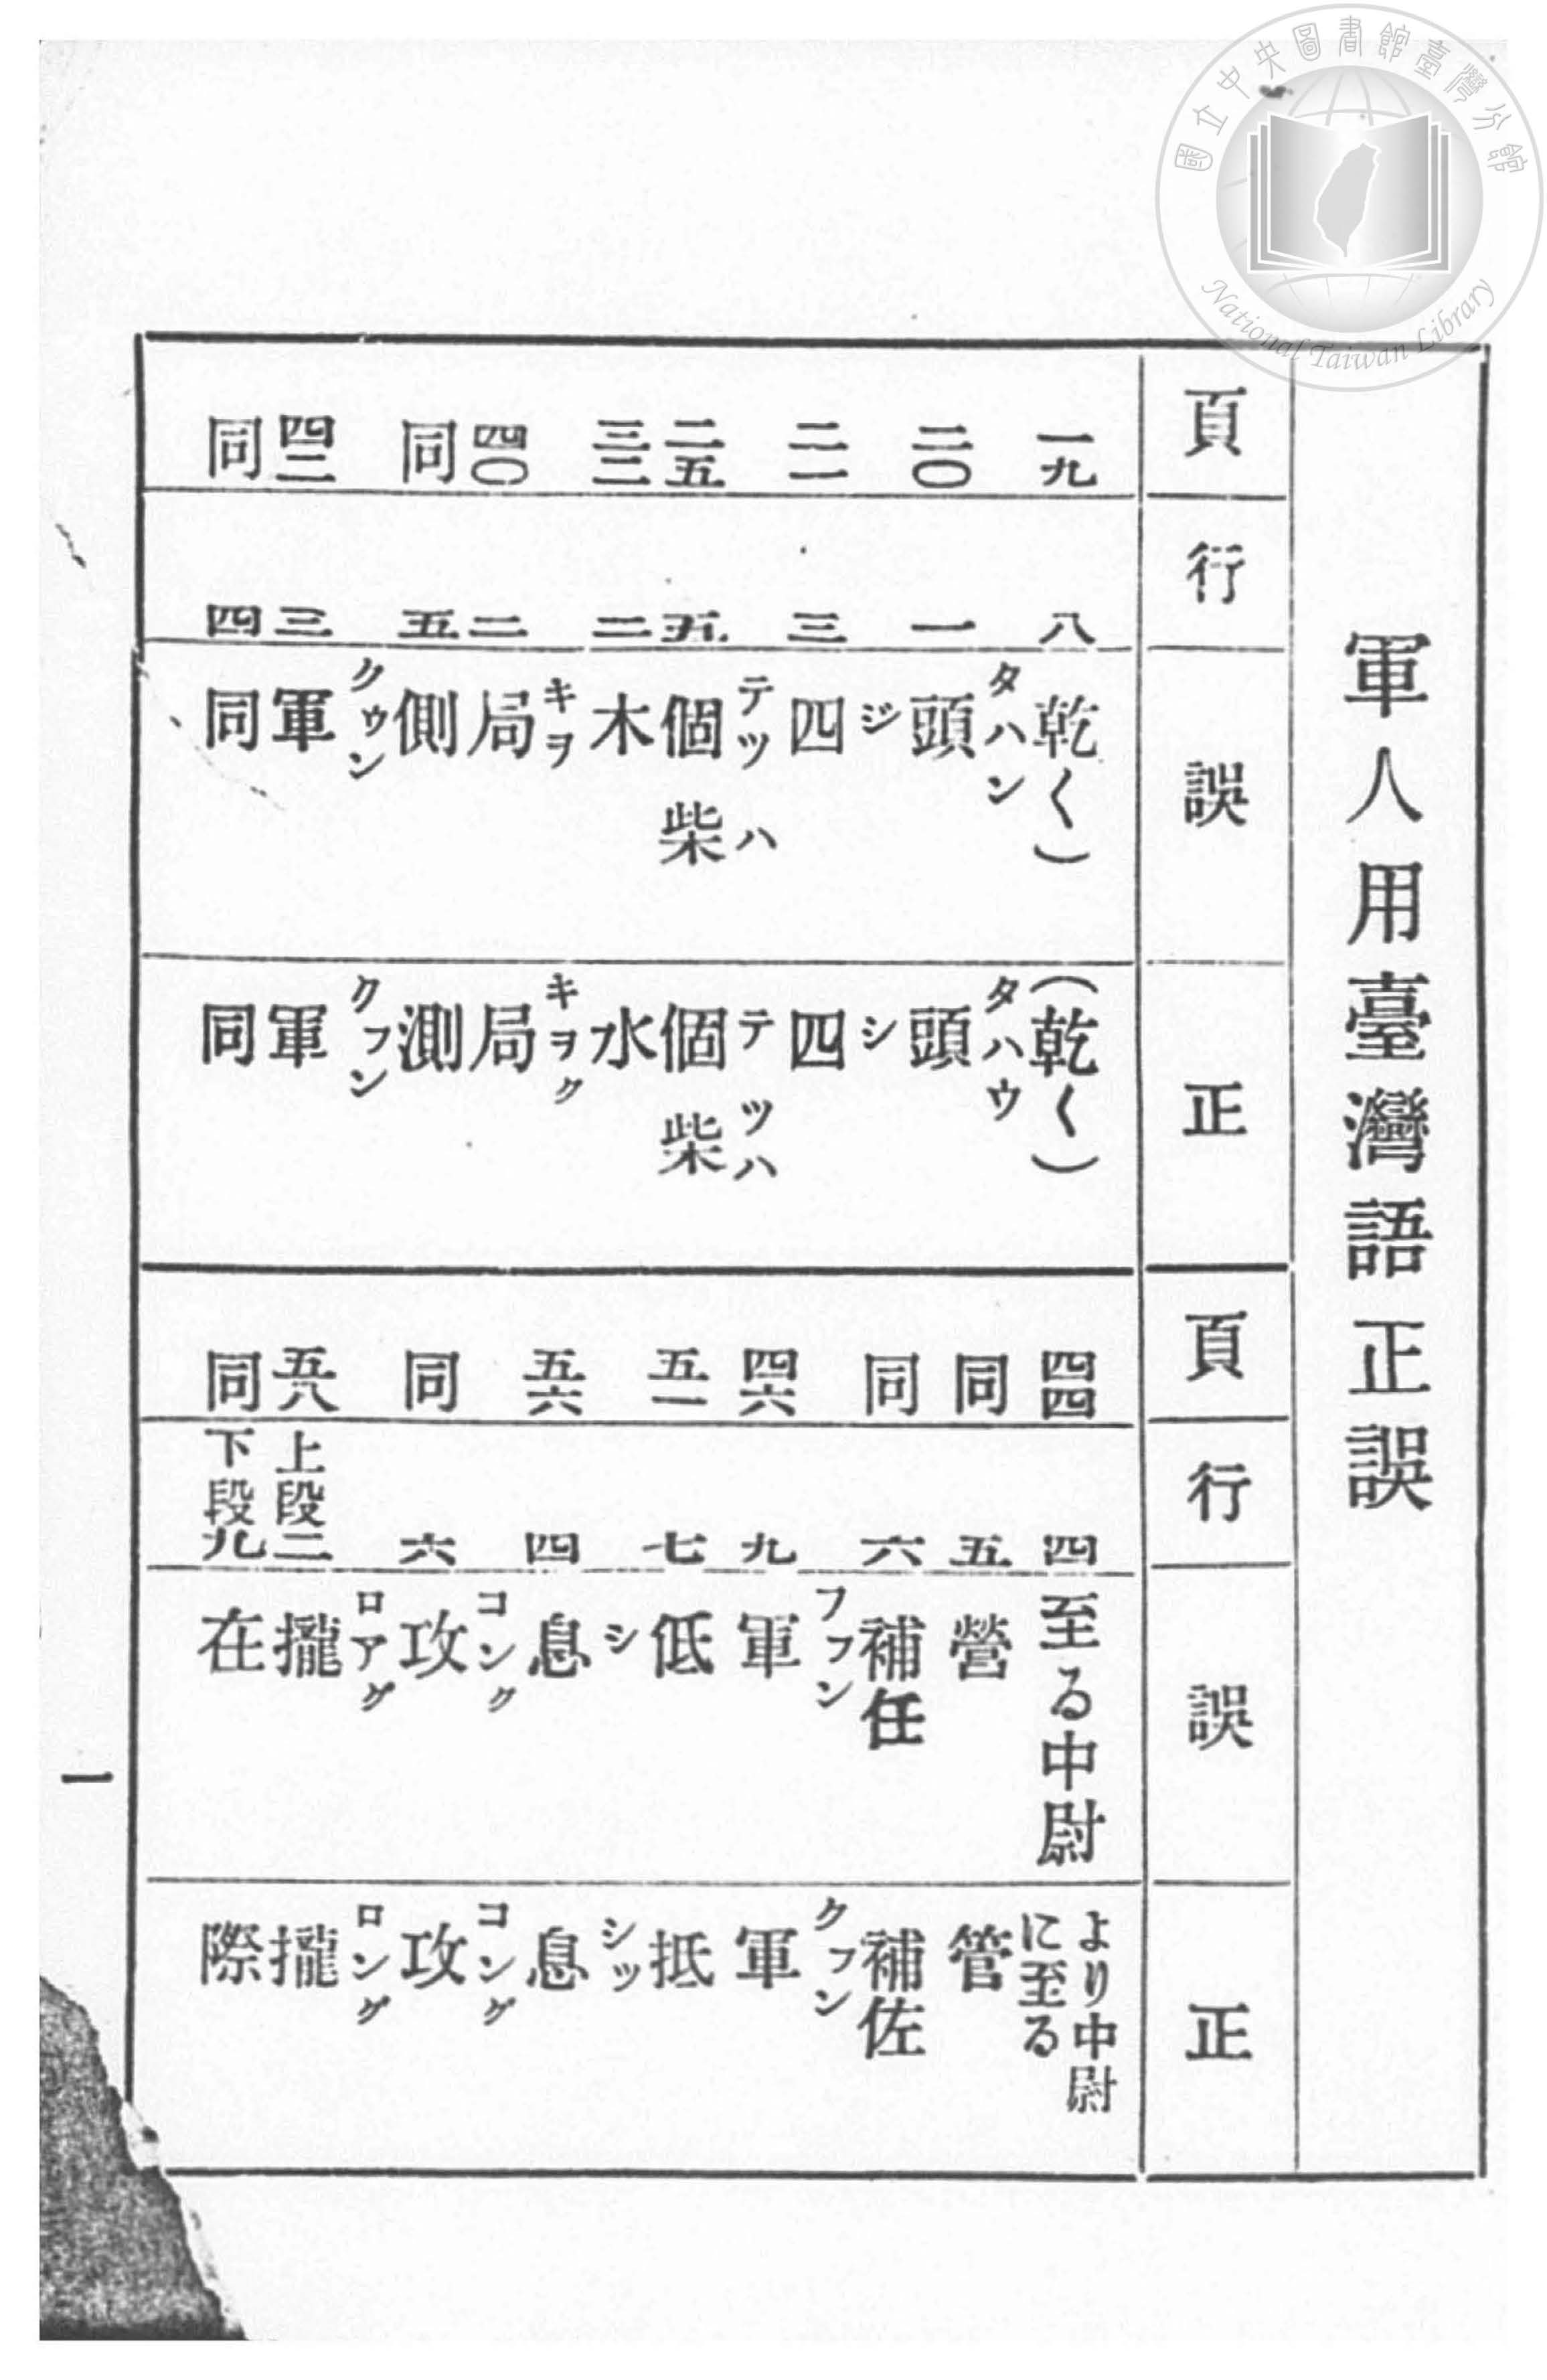 國立中央圖書館臺灣分館
National Taiwan Library
軍人用臺灣語正誤
頁 行 誤 正
一九 八 乾く) (乾く)
二〇 一 頭タハン 頭タハウ
二一 三 四ジ 四シ
二五 五 個柴テツハ 個柴テツハ
三二 二 木 水
四〇 二 局キヲ 局キヲク
同 五 側 測
四二 三 軍クウン 軍クフン
同 四 同 同
頁 行 誤 正
四四 四 至る中尉 より中尉に至る
同 五 營 管
同 六 補任 補佐
四六 九 軍フフン 軍クフン
五一 七 低 抵
五六 四 息シ 息シツ
同 六 攻コンク 攻コング
五八 上段二 攏ロアグ 攏ロング
同 下段九 在 際
一